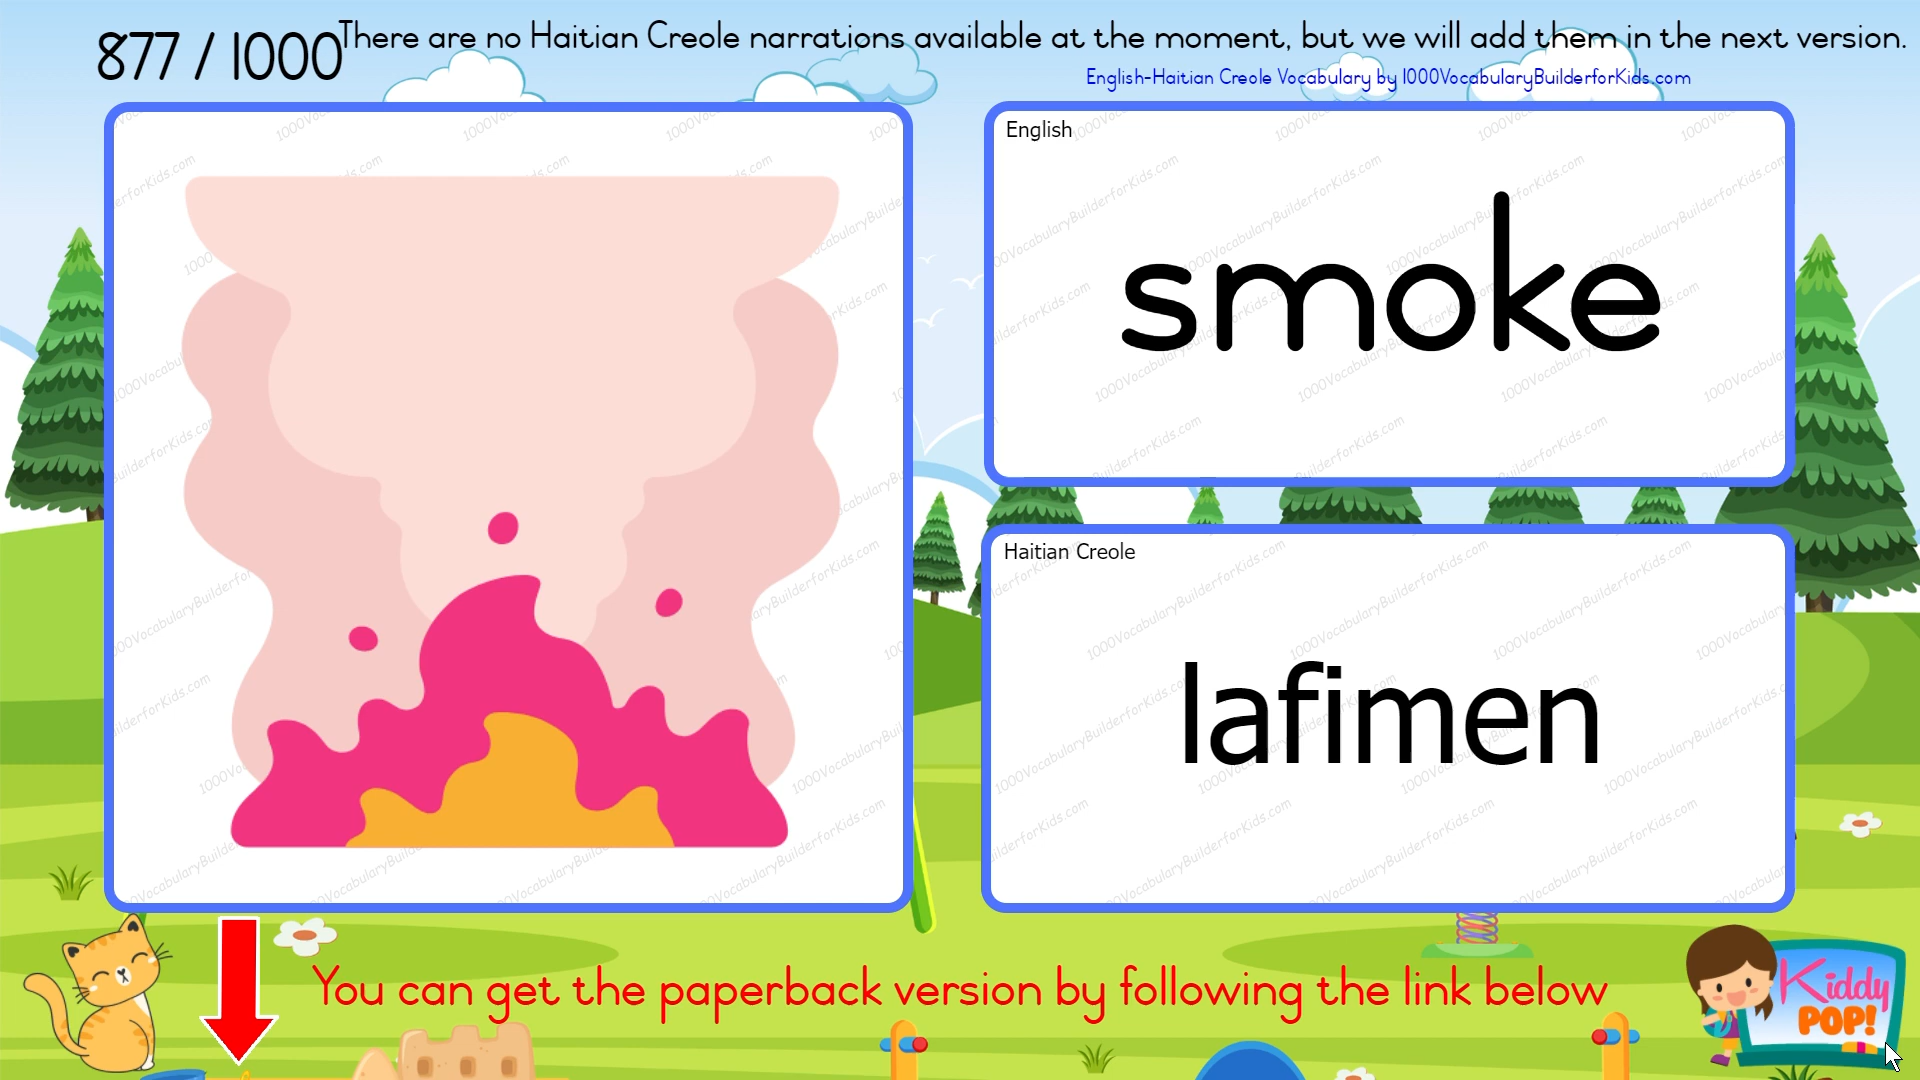 877 / 1000
There are no Haitian Creole narrations available at the moment, but we will add them in the next version.
English-Haitian Creole Vocabulary by 1000VocabularyBuilderforKids.com
English
smoke
Haitian Creole
lafimen
You can get the paperback version by following the link below
Kiddy
POP!
1000VocabularyBuilderforKids.com